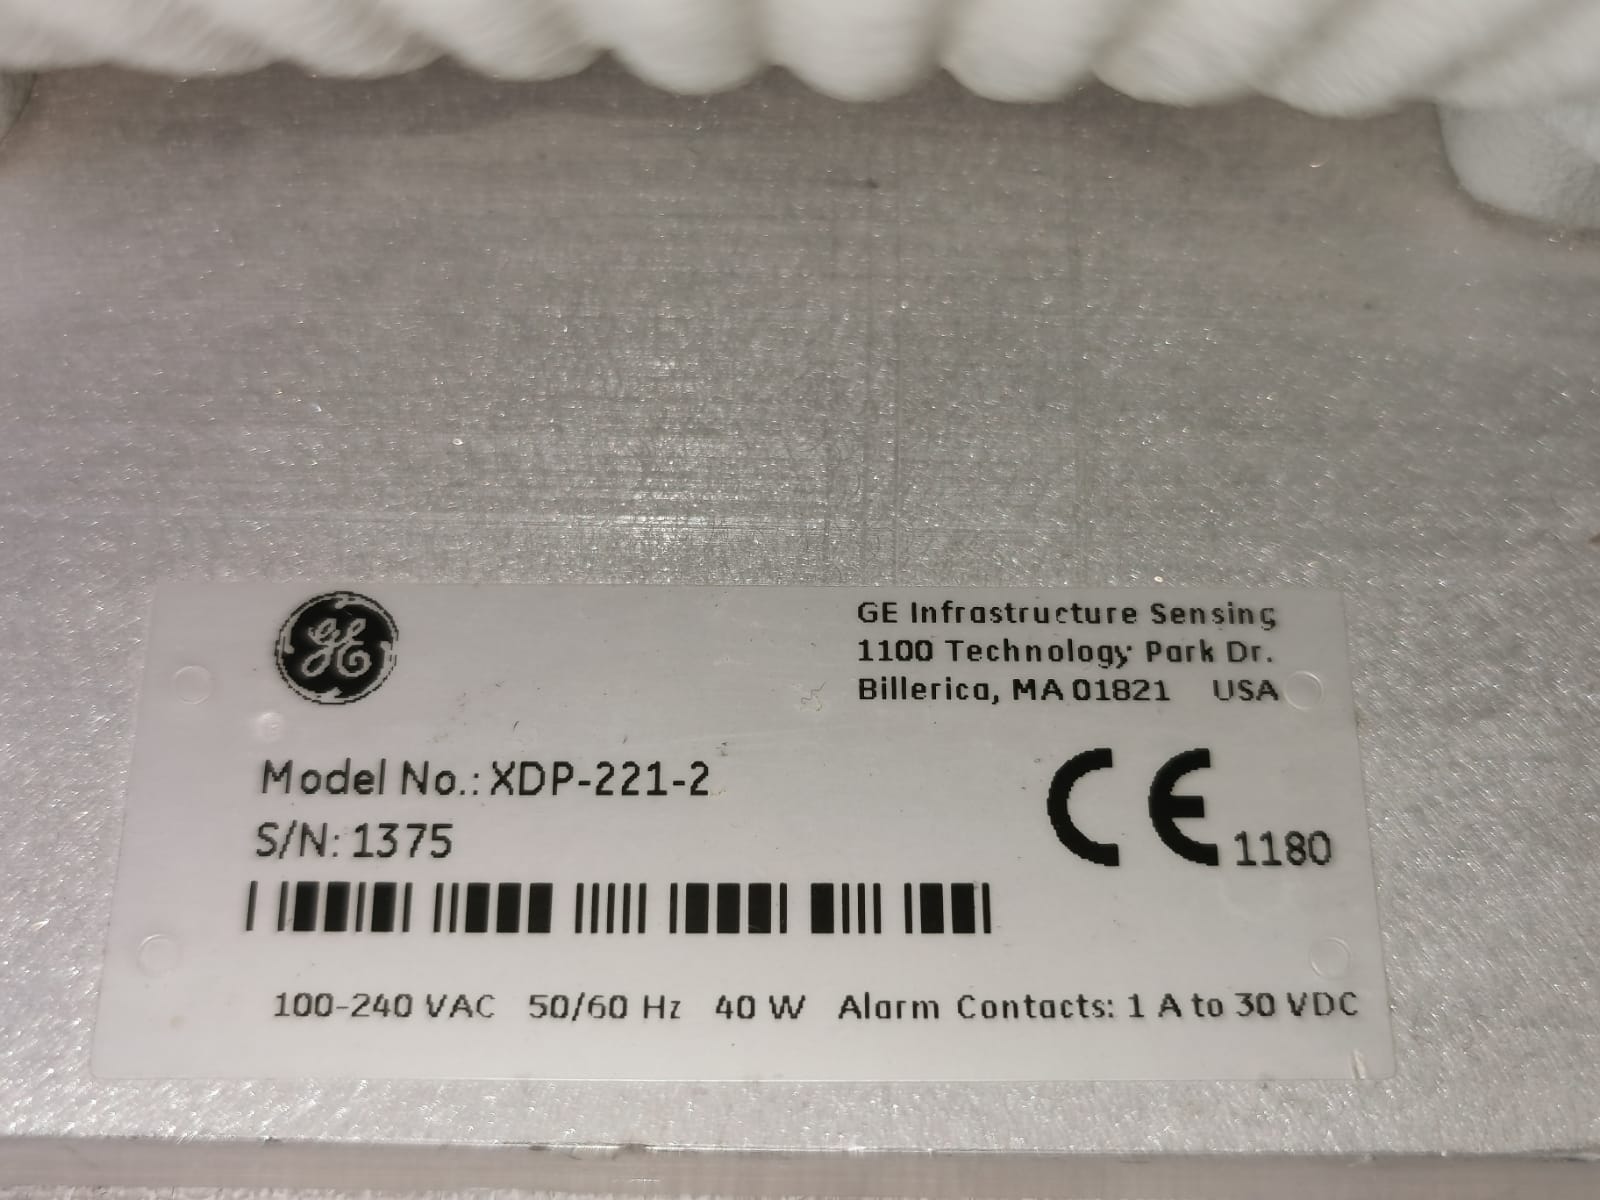 GE
GE Infrastructure Sensing
1100 Technology Park Dr.
Billerica, MA 01821 USA
Model No.: XDP-221-2
S/N: 1375
CE 1180
100-240 VAC 50/60 Hz 40 W Alarm Contacts: 1 A to 30 VDC